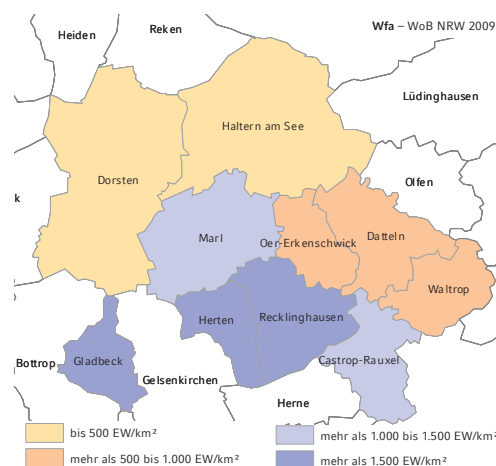 Heiden
Reken
Wfa – WoB NRW 2009
Lüdinghausen
Haltern am See
Dorsten
Olfen
k
Marl
Oer-Erkenschwick
Datteln
Waltrop
Herten
Recklinghausen
Bottrop
Gladbeck
Castrop-Rauxel
Gelsenkirchen
Herne
bis 500 EW/km²
mehr als 1.000 bis 1.500 EW/km²
mehr als 500 bis 1.000 EW/km²
mehr als 1.500 EW/km²